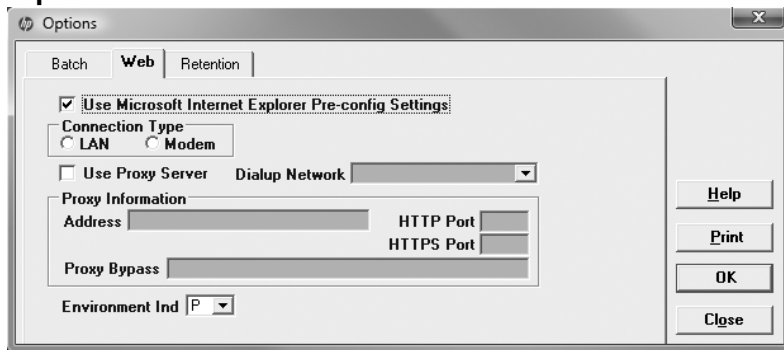 Options
Batch Web Retention
Use Microsoft Internet Explorer Pre-config Settings
Connection Type
LAN Modem
Use Proxy Server Dialup Network
Proxy Information
Address HTTP Port
HTTPS Port
Proxy Bypass
Environment Ind P
Help
Print
OK
Close